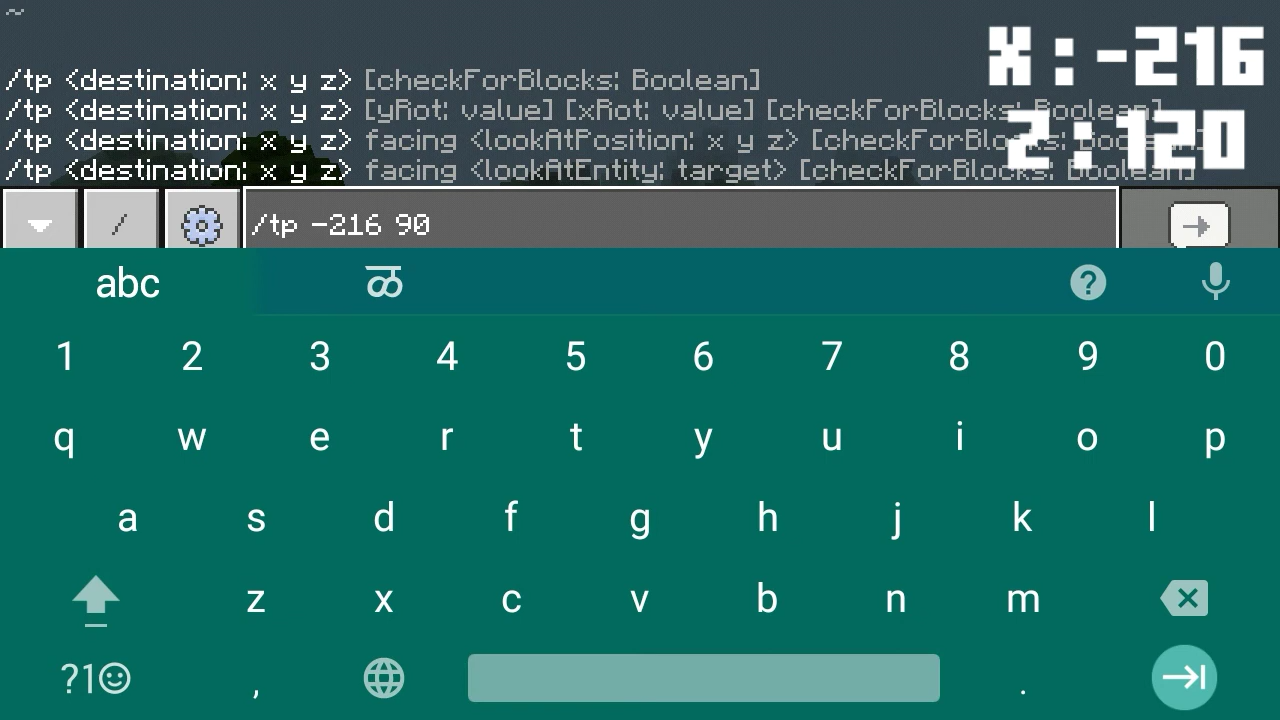 ~
X:-216
/tp <destination: x y z> [checkForBlocks: Boolean]
/tp <destination: x y z> [yRot: value] [xRot: value] [checkForBlocks: Boolean]
Z:120
/tp <destination: x y z> facing <lookAtPosition: x y z> [checkForBlocks: Boolean]
/tp <destination: x y z> facing <lookAtEntity: target> [checkForBlocks: Boolean]
/
/tp -216 90
abc
ळ
?
1 2 3 4 5 6 7 8 9 0
q w e r t y u i o p
a s d f g h j k l
z x c v b n m
?1☺ , .